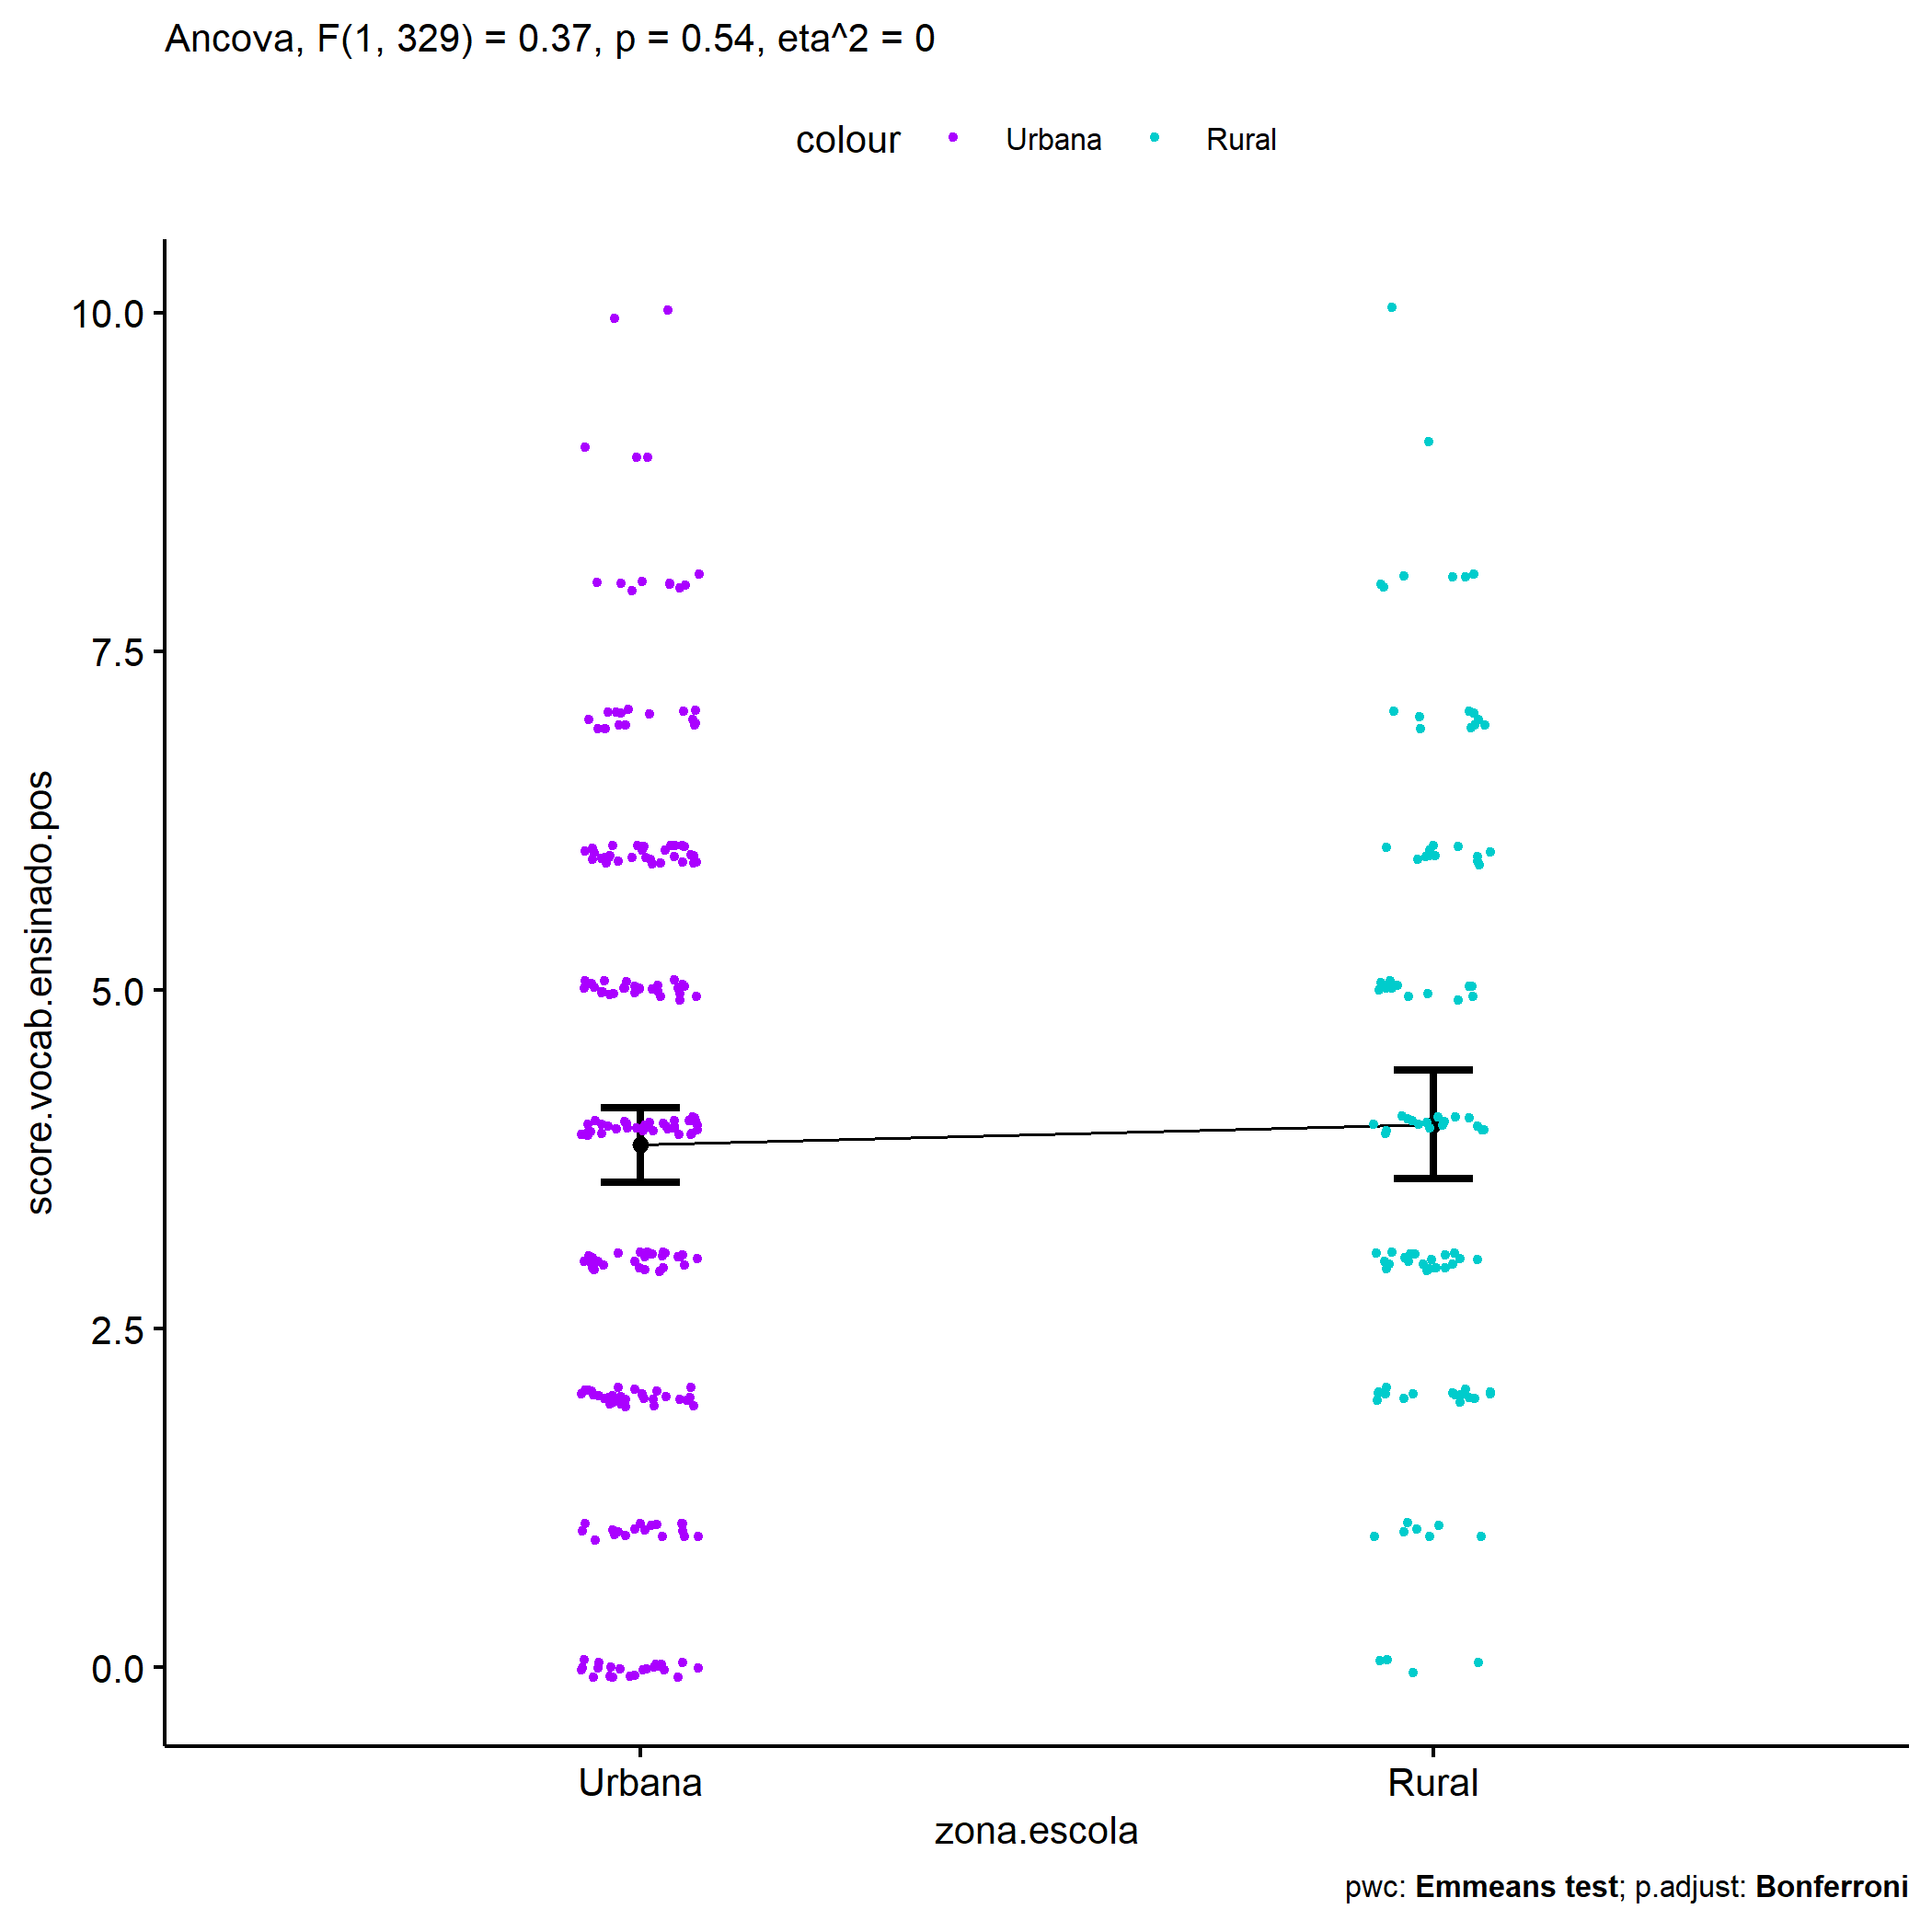 Ancova, F(1, 329) = 0.37, p = 0.54, eta^2 = 0
colour Urbana Rural
10.0
7.5
5.0
2.5
0.0
score.vocab.ensinado.pos
Urbana Rural
zona.escola
pwc: Emmeans test; p.adjust: Bonferroni